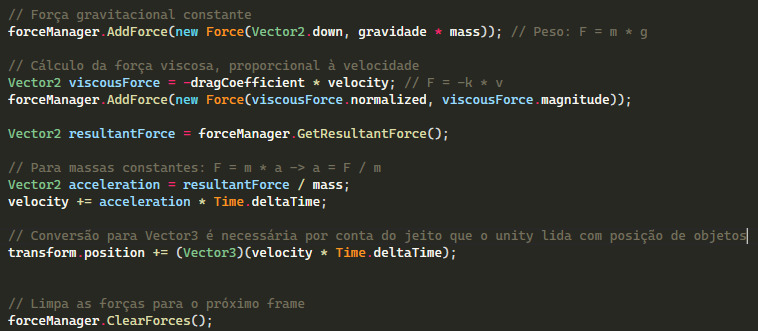 // Força gravitacional constante
forceManager.AddForce(new Force(Vector2.down, gravidade * mass)); // Peso: F = m * g
// Cálculo da força viscosa, proporcional à velocidade
Vector2 viscousForce = -dragCoefficient * velocity; // F = -k * v
forceManager.AddForce(new Force(viscousForce.normalized, viscousForce.magnitude));
Vector2 resultantForce = forceManager.GetResultantForce();
// Para massas constantes: F = m * a -> a = F / m
Vector2 acceleration = resultantForce / mass;
velocity += acceleration * Time.deltaTime;
// Conversão para Vector3 é necessária por conta do jeito que o unity lida com posição de objetos
transform.position += (Vector3)(velocity * Time.deltaTime);
// Limpa as forças para o próximo frame
forceManager.ClearForces();